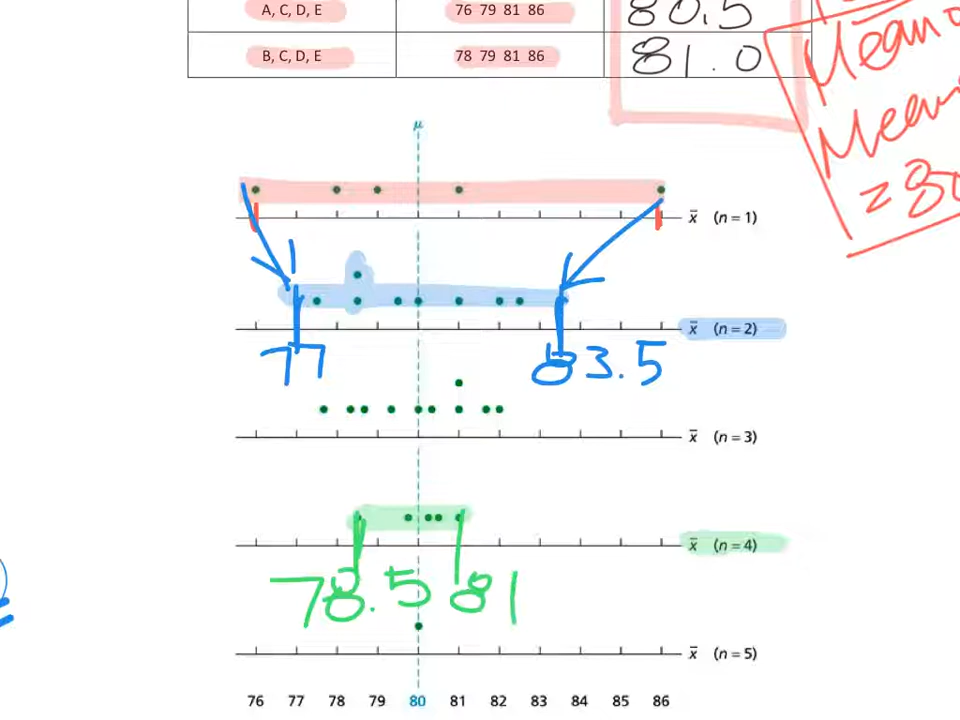 A, C, D, E 76 79 81 86 80.5
B, C, D, E 78 79 81 86 81.0
Mean
Mean
= 80
μ
x̄ (n = 1)
x̄ (n = 2)
77 83.5
x̄ (n = 3)
x̄ (n = 4)
78.5 81
x̄ (n = 5)
76 77 78 79 80 81 82 83 84 85 86